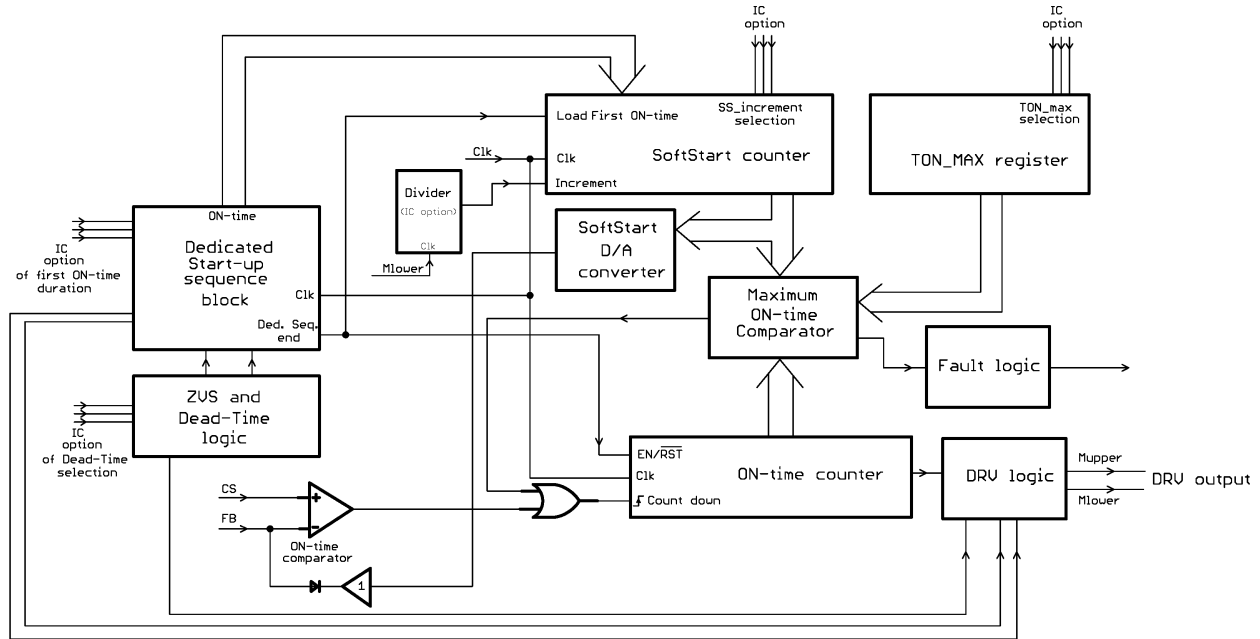 IC
option
IC
option
SS_increment
selection
Load First ON-time
Clk
Clk
SoftStart counter
Increment
TON_max
selection
TON_MAX register
Divider
(IC option)
Clk
Mlower
ON-time
Dedicated
Start-up
sequence
block
Clk
Ded. Seq.
end
IC
option
of first ON-time
duration
SoftStart
D/A
converter
Maximum
ON-time
Comparator
Fault logic
ZVS and
Dead-Time
logic
IC
option
of Dead-Time
selection
EN/RST
Clk
Count down
ON-time counter
DRV logic
Mupper
Mlower
DRV output
CS
FB
+
-
ON-time
comparator
1